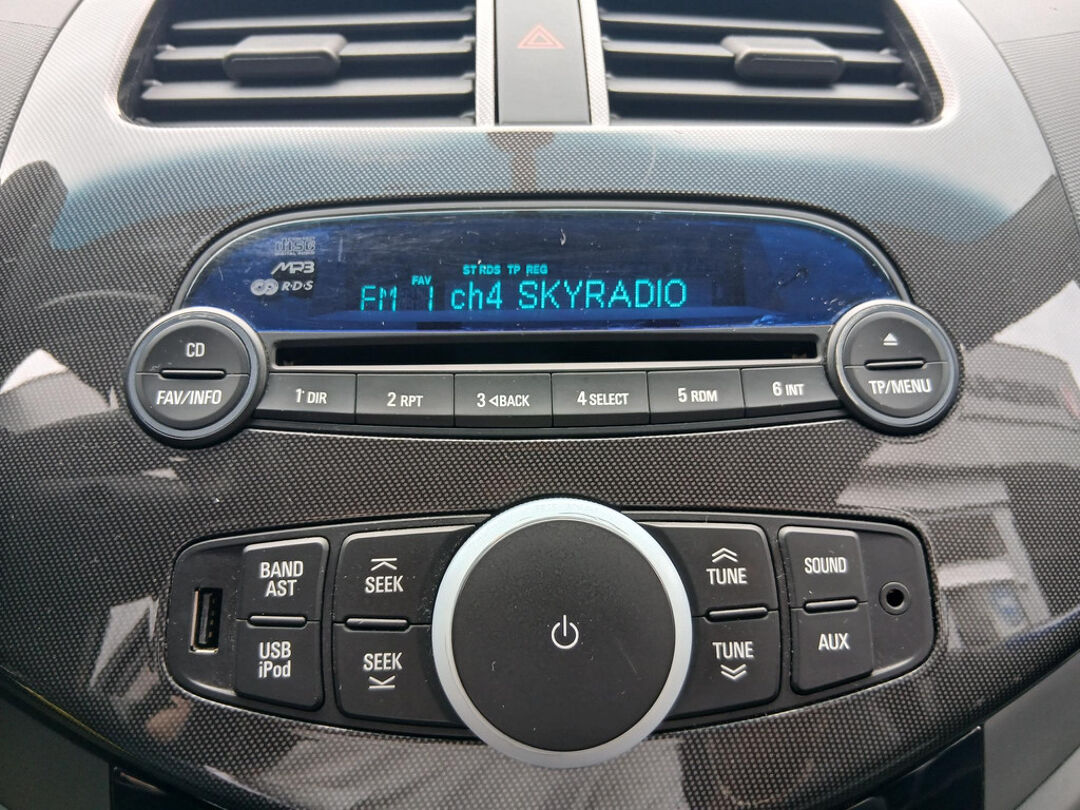 disc
DIGITAL AUDIO
MP3
R·D·S
ST RDS TP REG
FM FAV 1 ch4 SKYRADIO
CD
FAV/INFO
1 DIR
2 RPT
3 ◁BACK
4 SELECT
5 RDM
6 INT
TP/MENU
BAND
AST
USB
iPod
SEEK
SEEK
TUNE
TUNE
SOUND
AUX